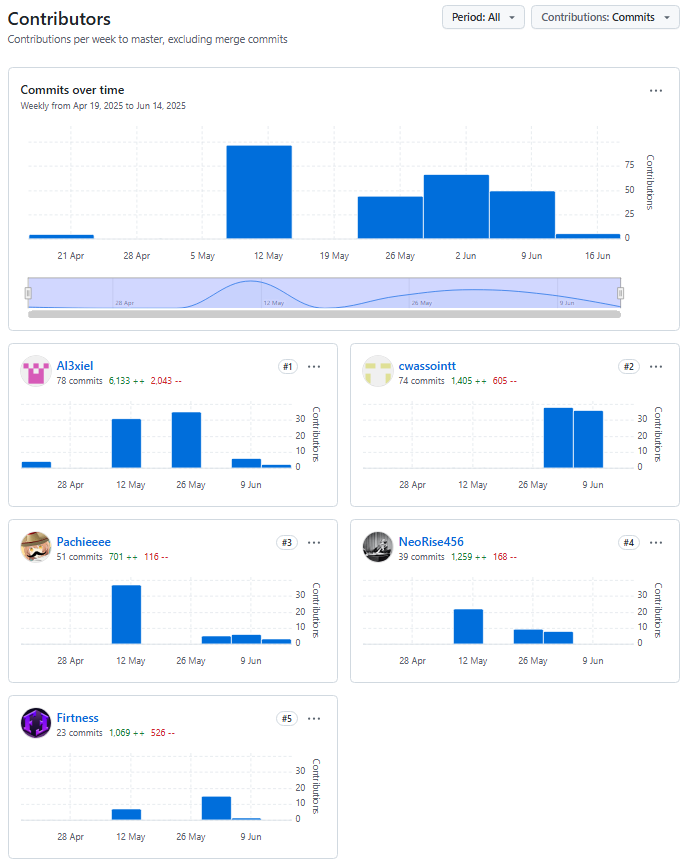 Contributors
Period: All
Contributions: Commits
Contributions per week to master, excluding merge commits
Commits over time
Weekly from Apr 19, 2025 to Jun 14, 2025
75
50
25
0
Contributions
21 Apr 28 Apr 5 May 12 May 19 May 26 May 2 Jun 9 Jun 16 Jun
28 Apr 12 May 26 May 9 Jun
Al3xiel
#1
78 commits 6,133 ++ 2,043 --
30
20
10
0
Contributions
28 Apr 12 May 26 May 9 Jun
cwassointt
#2
74 commits 1,405 ++ 605 --
30
20
10
0
Contributions
28 Apr 12 May 26 May 9 Jun
Pachieeee
#3
51 commits 701 ++ 116 --
30
20
10
0
Contributions
28 Apr 12 May 26 May 9 Jun
NeoRise456
#4
39 commits 1,259 ++ 168 --
30
20
10
0
Contributions
28 Apr 12 May 26 May 9 Jun
Firtness
#5
23 commits 1,069 ++ 526 --
30
20
10
0
Contributions
28 Apr 12 May 26 May 9 Jun